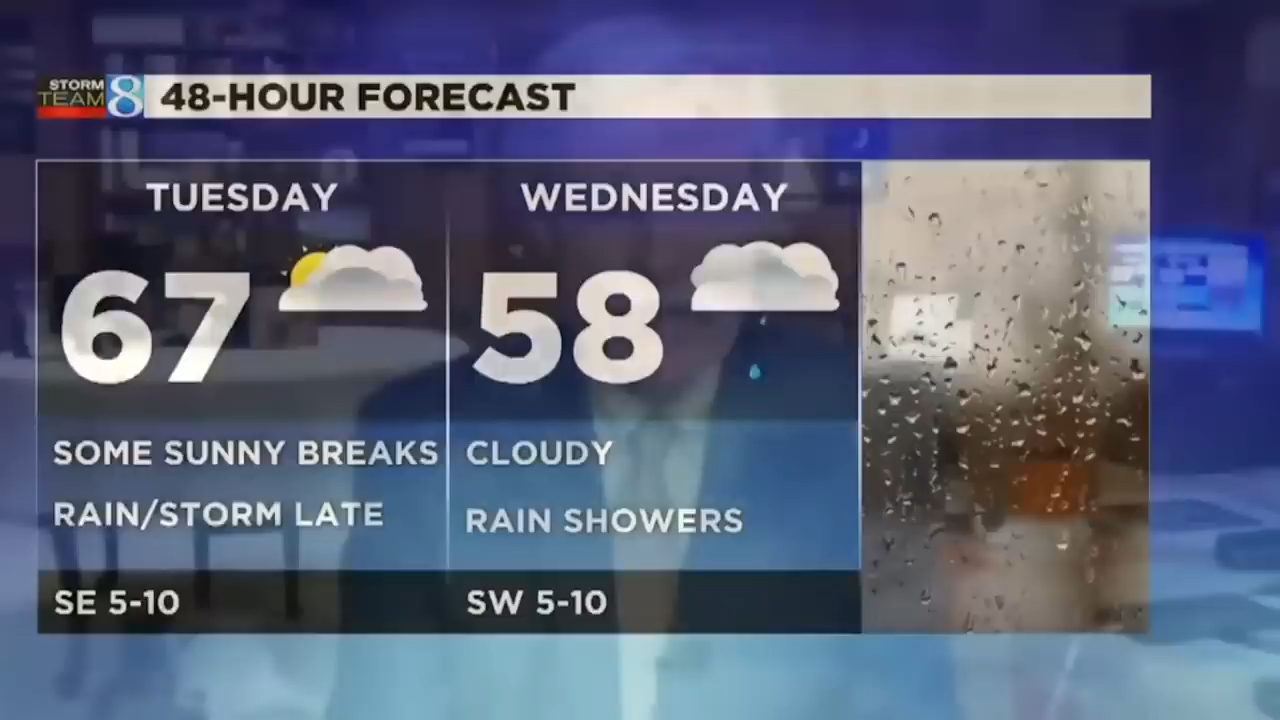 STORM
TEAM 8
48-HOUR FORECAST
TUESDAY
67
SOME SUNNY BREAKS
RAIN/STORM LATE
SE 5-10
WEDNESDAY
58
CLOUDY
RAIN SHOWERS
SW 5-10